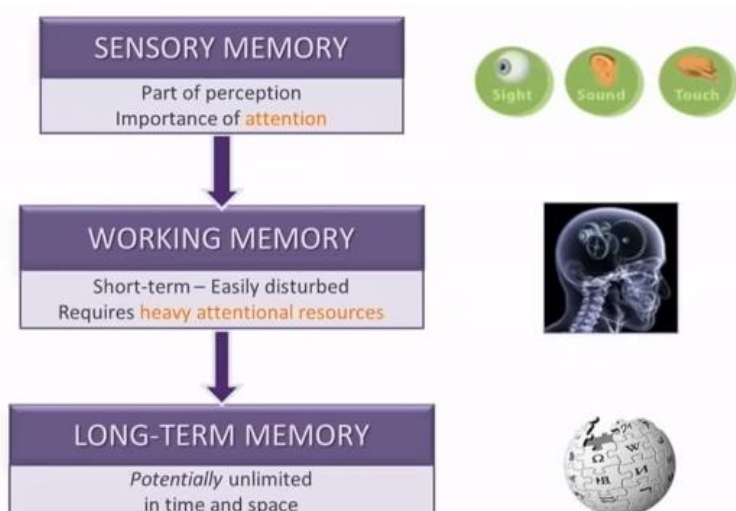 SENSORY MEMORY
Part of perception
Importance of attention
Sight
Sound
Touch
WORKING MEMORY
Short-term – Easily disturbed
Requires heavy attentional resources
LONG-TERM MEMORY
Potentially unlimited
in time and space
Ω
W
И